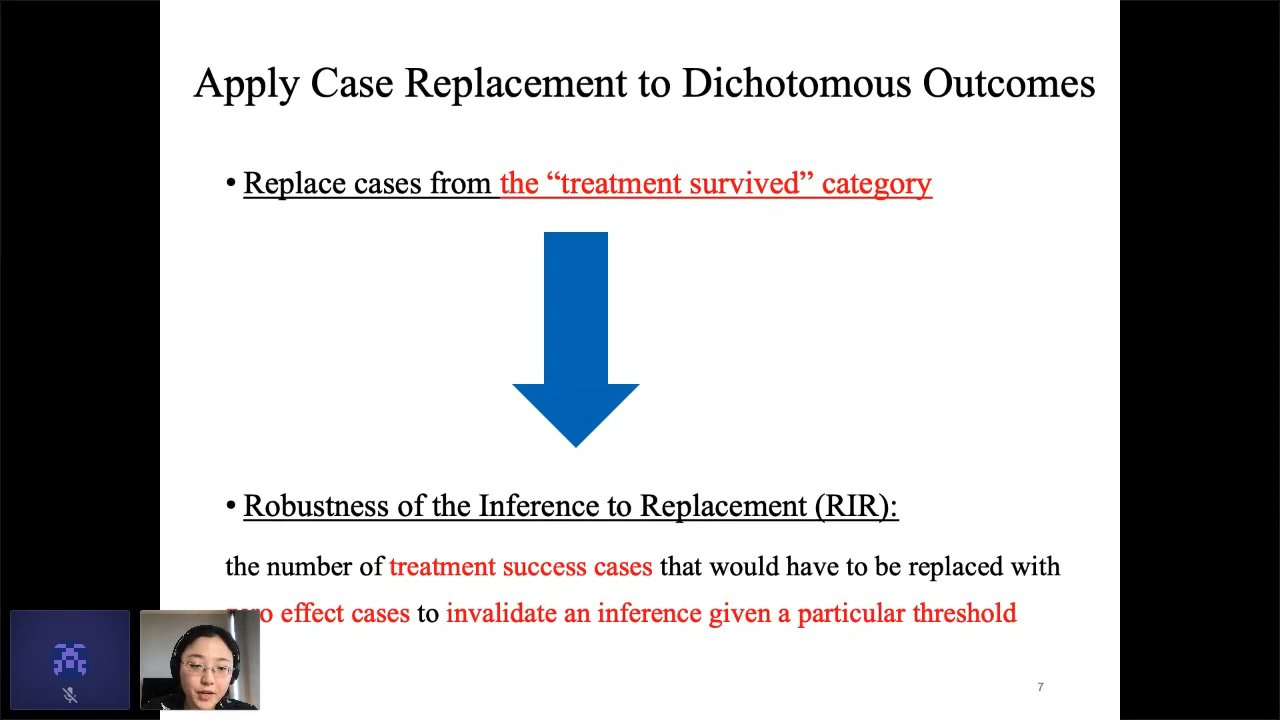 Apply Case Replacement to Dichotomous Outcomes
• Replace cases from the “treatment survived” category
• Robustness of the Inference to Replacement (RIR):
the number of treatment success cases that would have to be replaced with
zero effect cases to invalidate an inference given a particular threshold
7